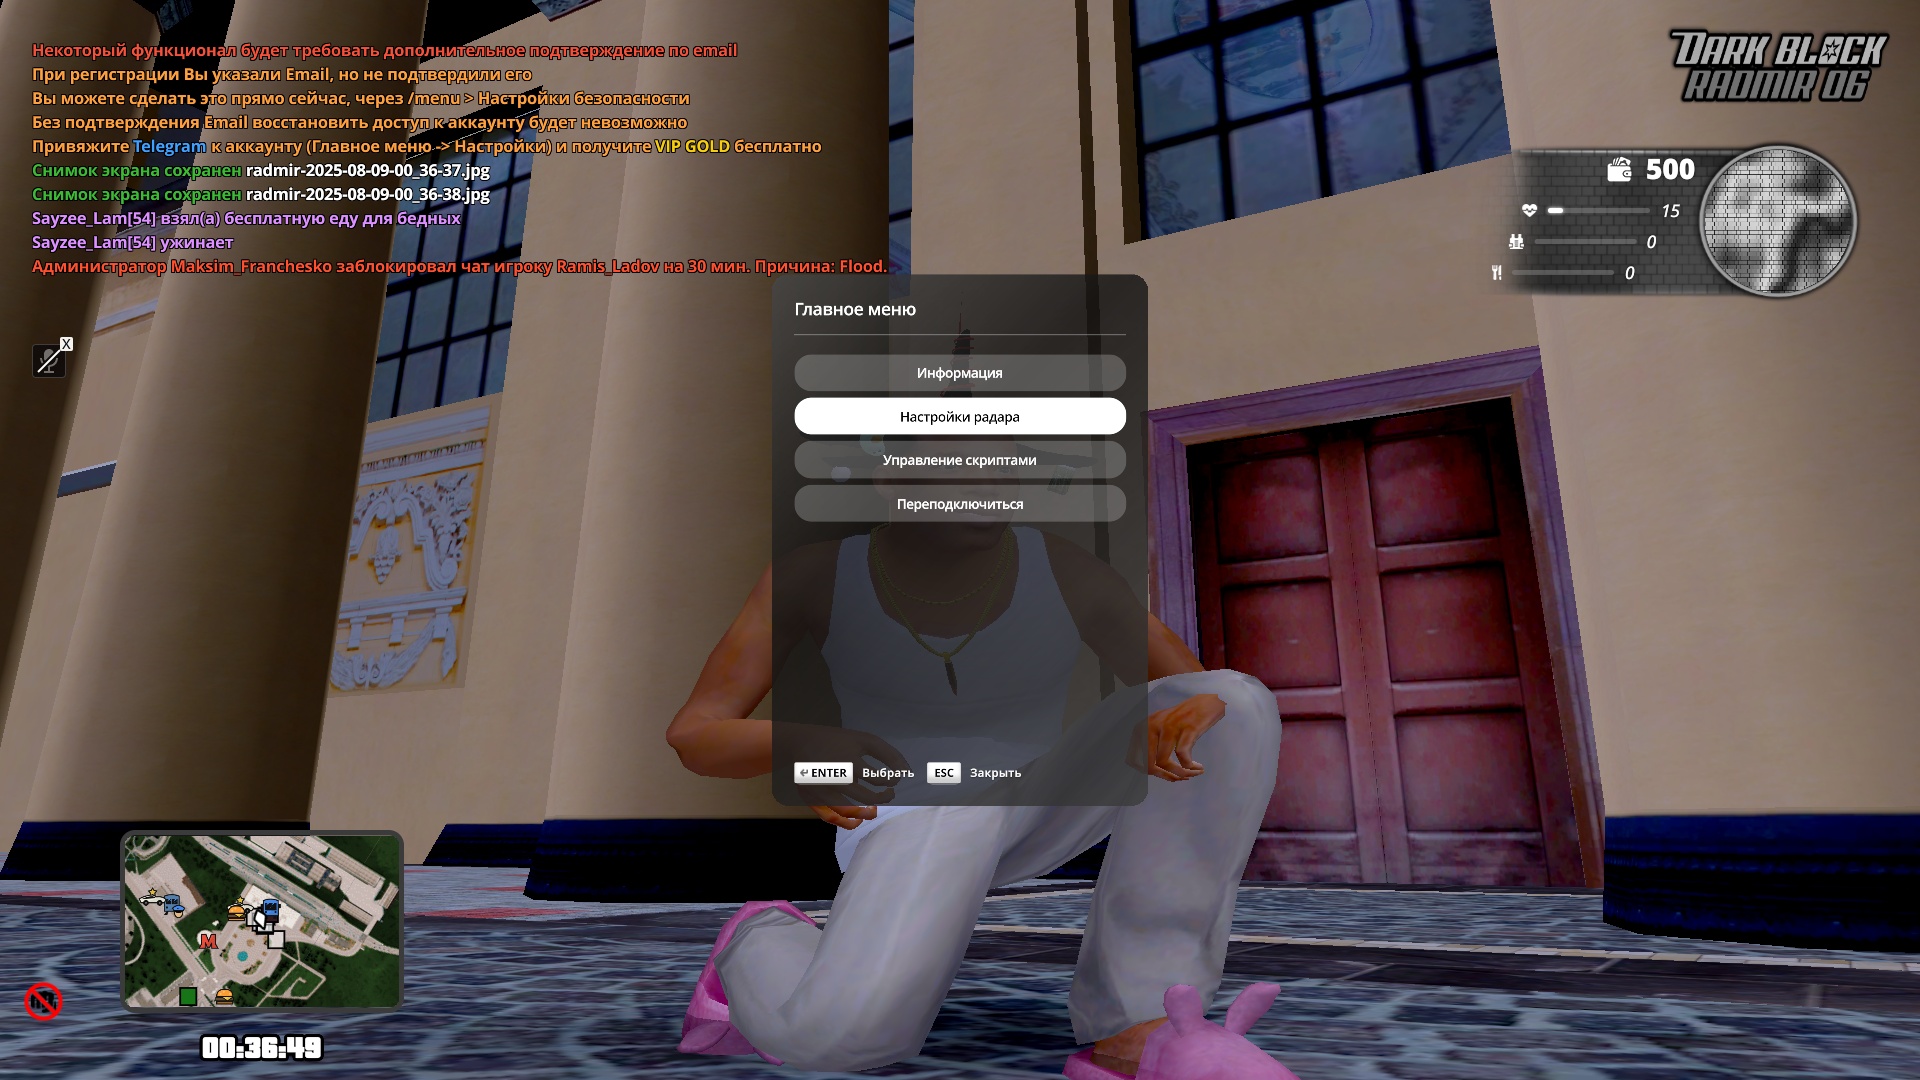 Некоторый функционал будет требовать дополнительное подтверждение по email
При регистрации Вы указали Email, но не подтвердили его
Вы можете сделать это прямо сейчас, через /menu > Настройки безопасности
Без подтверждения Email восстановить доступ к аккаунту будет невозможно
Привяжите Telegram к аккаунту (Главное меню -> Настройки) и получите VIP GOLD бесплатно
Снимок экрана сохранен radmir-2025-08-09-00_36-37.jpg
Снимок экрана сохранен radmir-2025-08-09-00_36-38.jpg
Sayzee_Lam[54] взял(а) бесплатную еду для бедных
Sayzee_Lam[54] ужинает
Администратор Maksim_Franchesko заблокировал чат игроку Ramis_Ladov на 30 мин. Причина: Flood.
X
DARK BLOCK
RADMIR 06
500
15
0
0
Главное меню
Информация
Настройки радара
Управление скриптами
Переподключиться
ENTER Выбрать ESC Закрыть
M
00:36:49